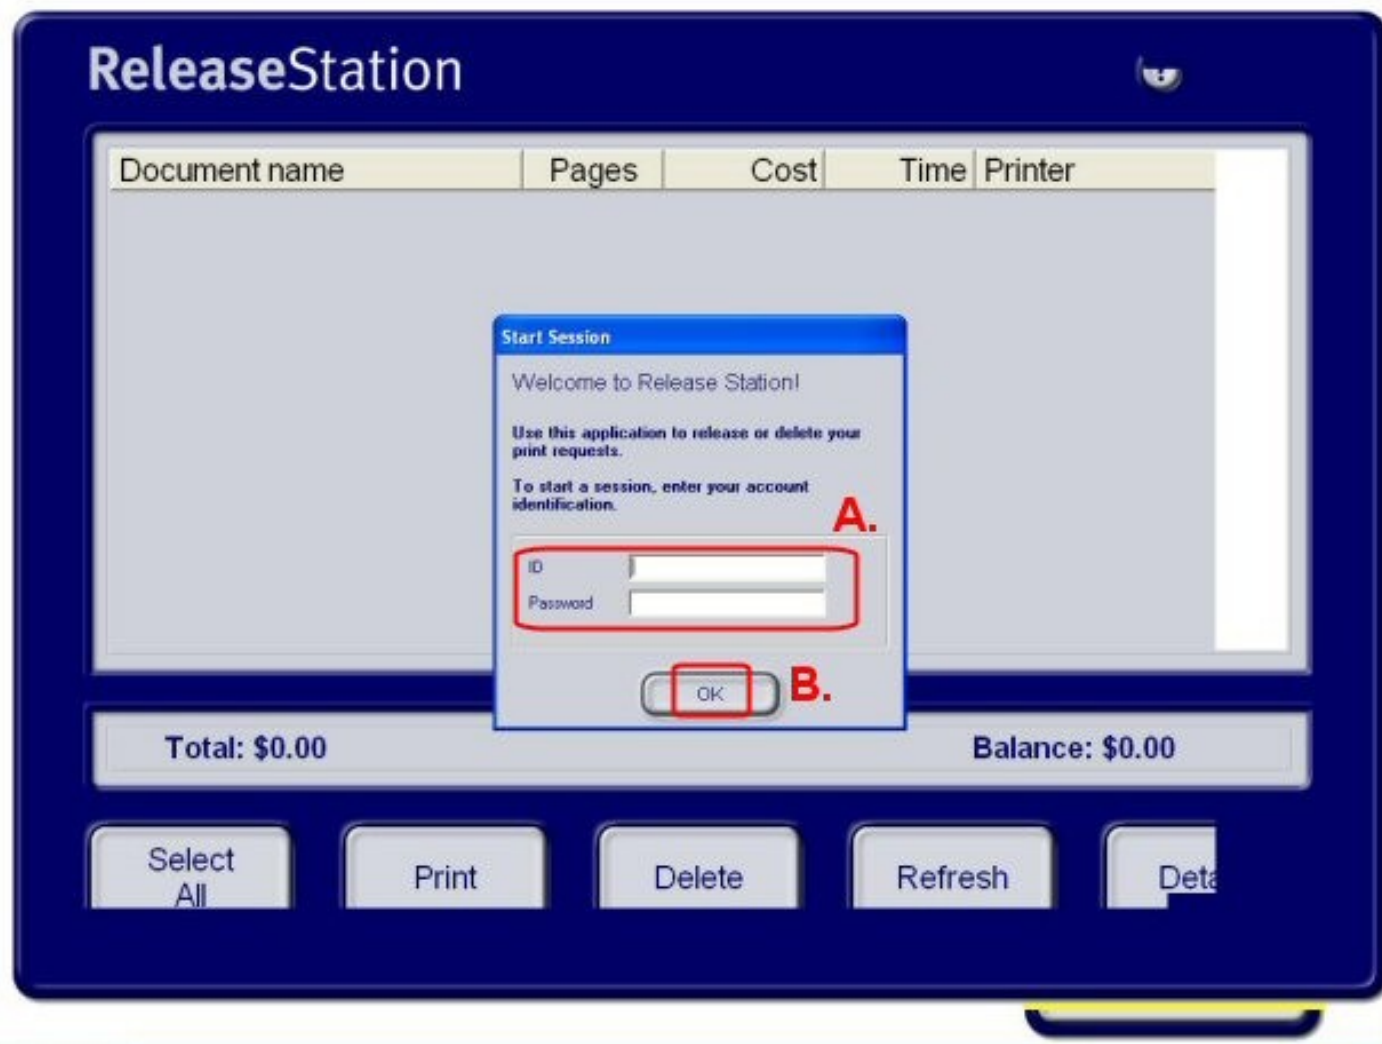 ReleaseStation
Document name Pages Cost Time Printer
Start Session
Welcome to Release Station!
Use this application to release or delete your
print requests.
To start a session, enter your account
identification.
A.
ID
Password
OK B.
Total: $0.00 Balance: $0.00
Select
All
Print Delete Refresh Deta